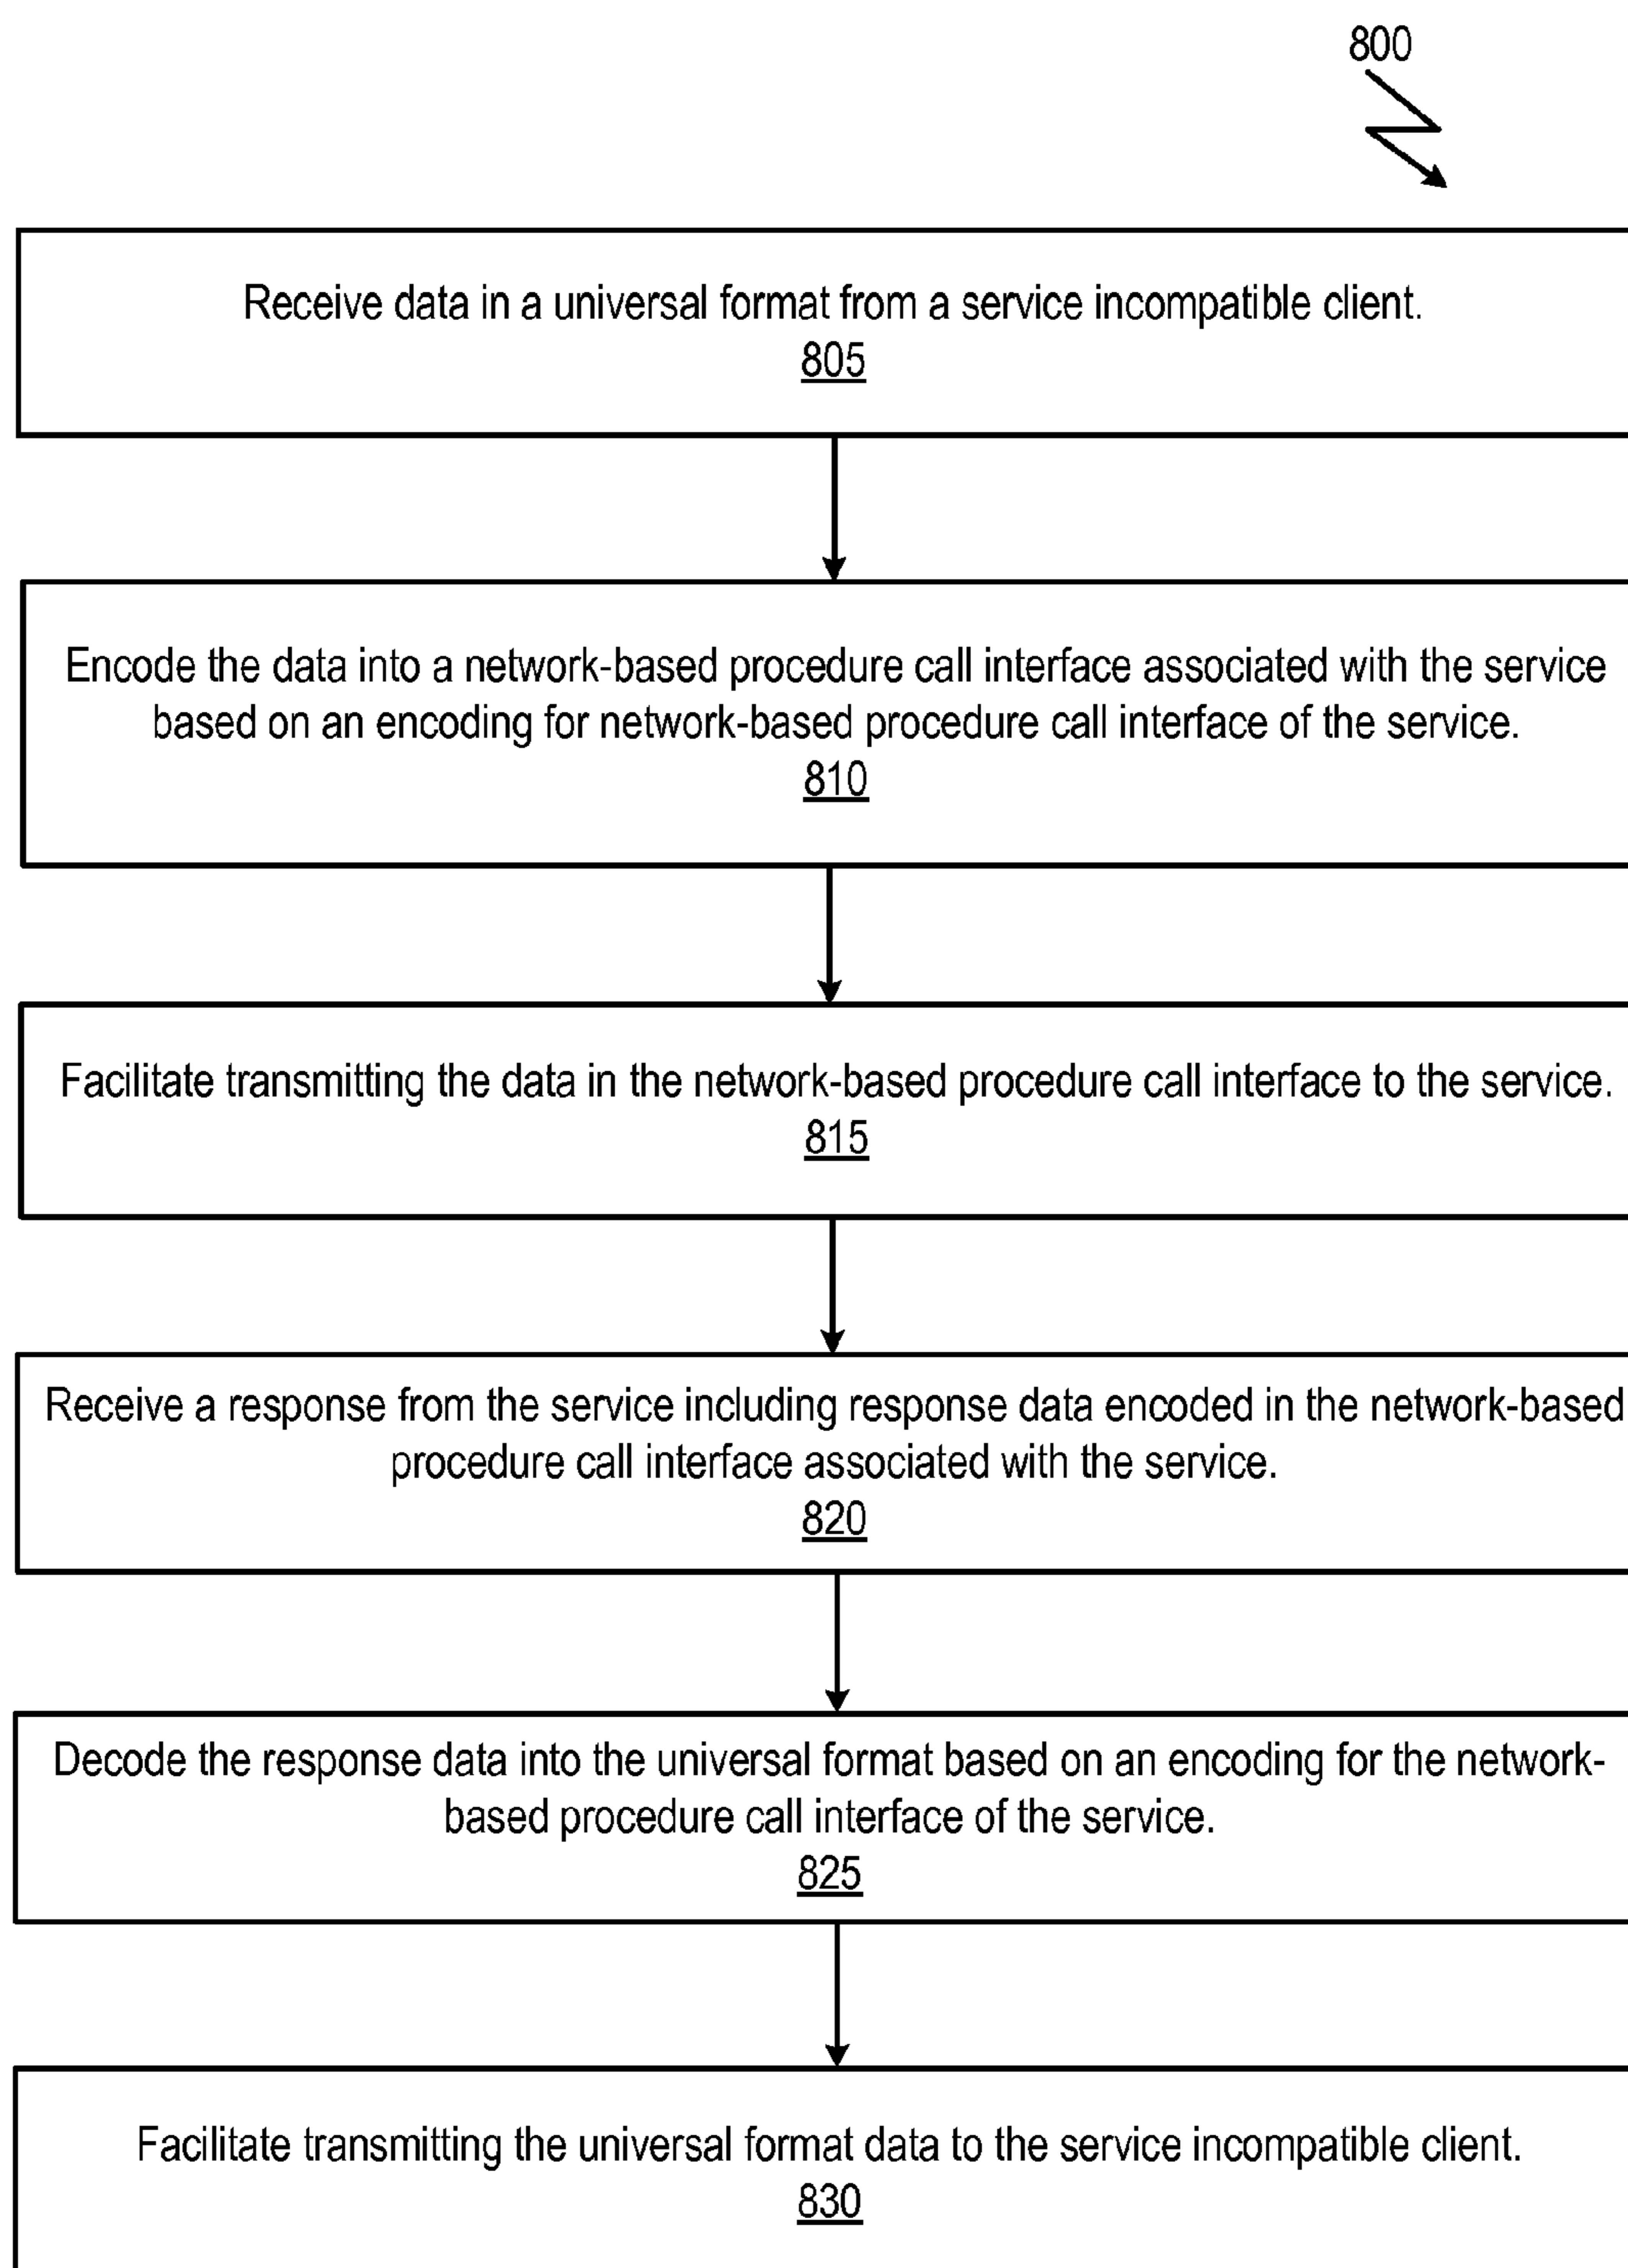 800
Receive data in a universal format from a service incompatible client.
805
Encode the data into a network-based procedure call interface associated with the service
based on an encoding for network-based procedure call interface of the service.
810
Facilitate transmitting the data in the network-based procedure call interface to the service.
815
Receive a response from the service including response data encoded in the network-based
procedure call interface associated with the service.
820
Decode the response data into the universal format based on an encoding for the network-
based procedure call interface of the service.
825
Facilitate transmitting the universal format data to the service incompatible client.
830